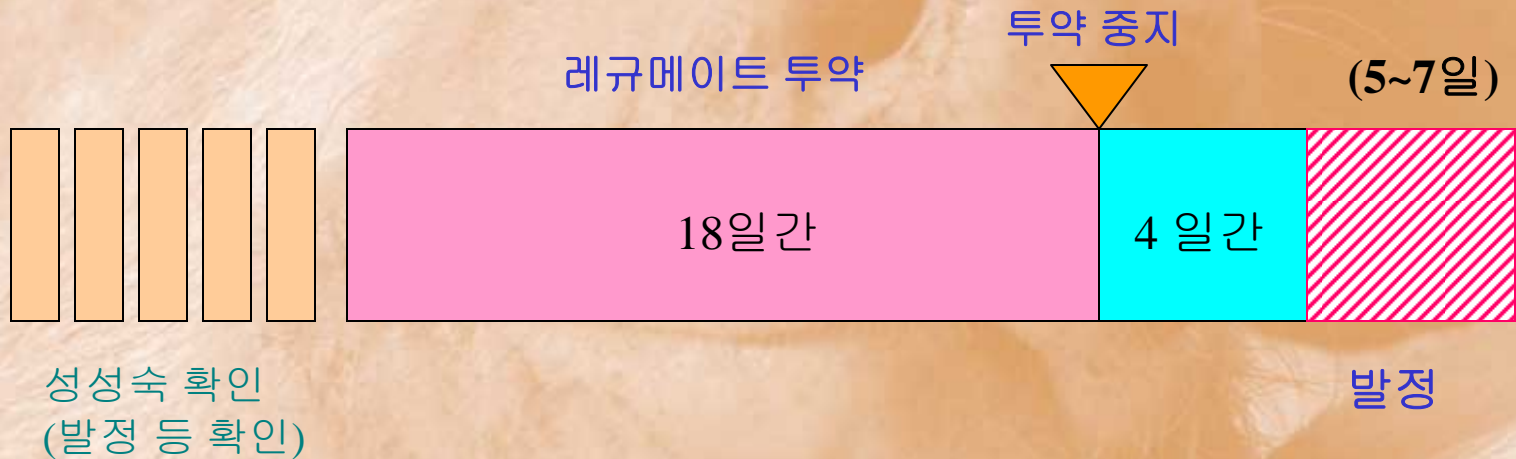 투약 중지
레규메이트 투약
(5~7일)
18일간
4 일간
성성숙 확인
(발정 등 확인)
발정